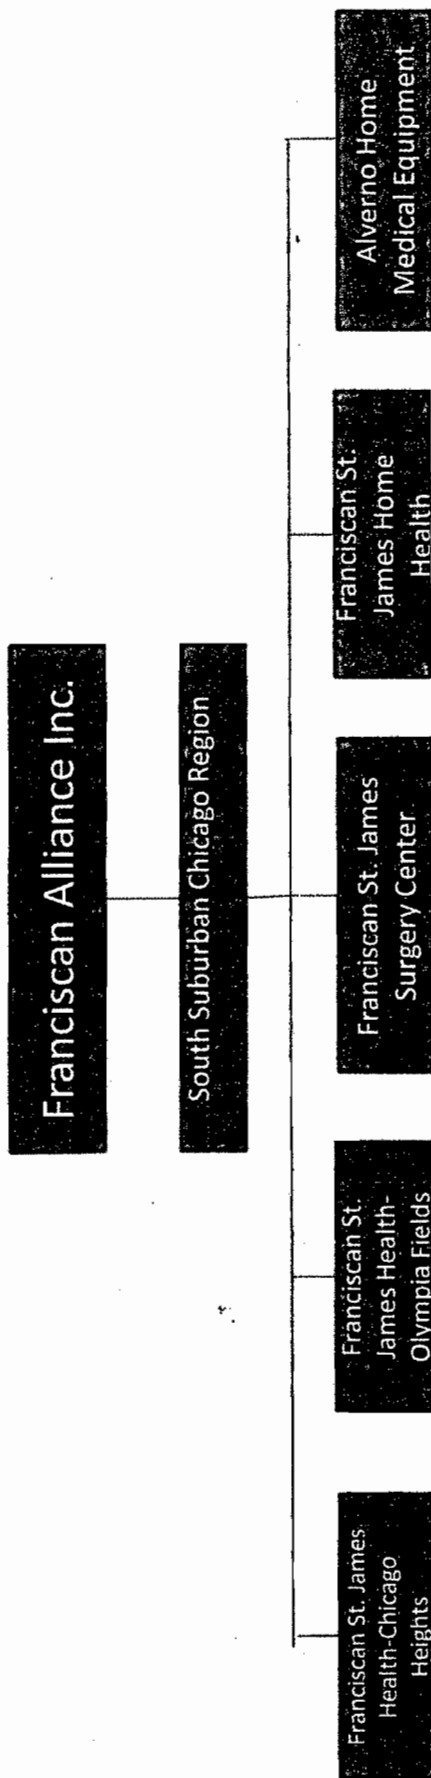 Franciscan Alliance Inc.
South Suburban Chicago Region
Franciscan St. James
Health-Chicago
Heights
Franciscan St.
James Health-
Olympia Fields
Franciscan St. James
Surgery Center
Franciscan St.
James Home
Health
Alverno Home
Medical Equipment